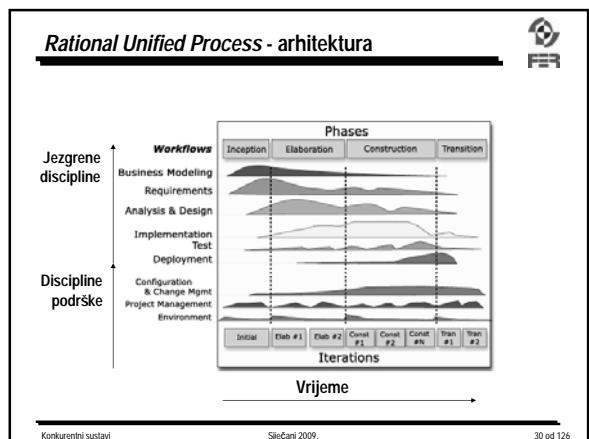 Rational Unified Process - arhitektura
FER
Phases
Workflows
Inception
Elaboration
Construction
Transition
Jezgrene
discipline
Business Modeling
Requirements
Analysis & Design
Implementation
Test
Deployment
Discipline
podrške
Configuration
& Change Mgmt
Project Management
Environment
Initial
Elab #1
Elab #2
Const
#1
Const
#2
Const
#N
Tran
#1
Tran
#2
Iterations
Vrijeme
Konkurentni sustavi
Siječanj 2009.
30 od 126